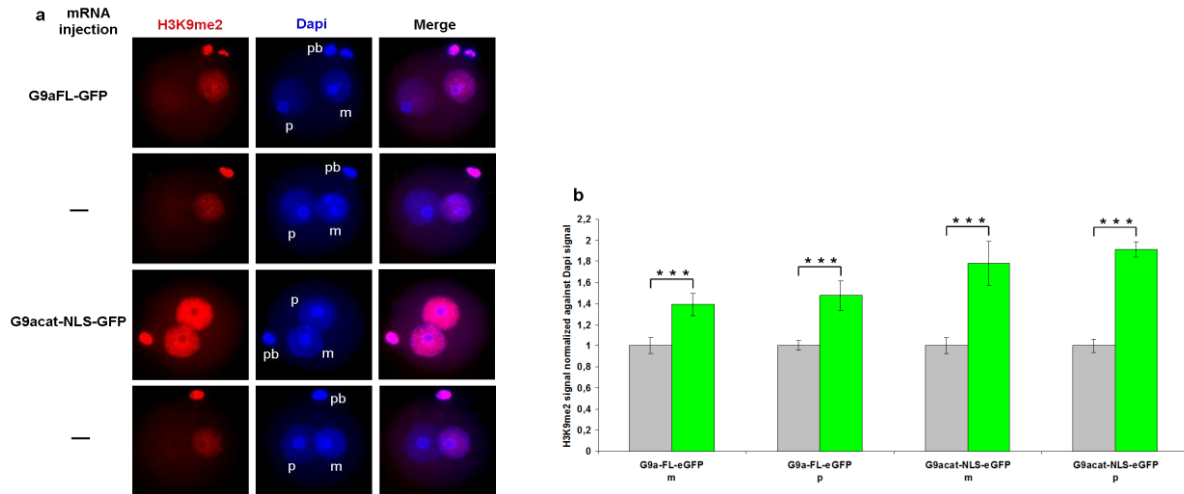 a
mRNA
injection
H3K9me2
Dapi
Merge
G9aFL-GFP
pb
p
m
—
pb
p
m
G9acat-NLS-GFP
p
pb
m
—
pb
p
m
b
H3K9me2 signal normalized against Dapi signal
2,2
2
1,8
1,6
1,4
1,2
1
0,8
0,6
0,4
0,2
0
* * *
* * *
* * *
* * *
G9a-FL-eGFP
m
G9a-FL-eGFP
p
G9acat-NLS-eGFP
m
G9acat-NLS-eGFP
p